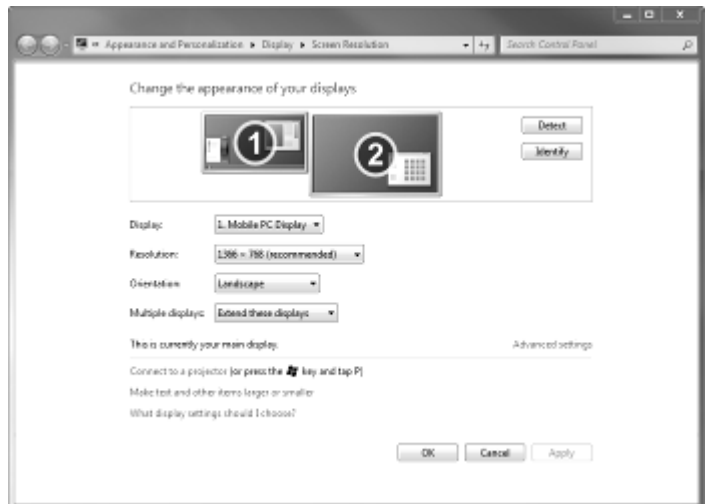 Appearance and Personalization ▸ Display ▸ Screen Resolution
Search Control Panel
Change the appearance of your displays
1
2
Detect
Identify
Display:
1. Mobile PC Display
Resolution:
1366 × 768 (recommended)
Orientation:
Landscape
Multiple displays:
Extend these displays
This is currently your main display.
Advanced settings
Connect to a projector (or press the key and tap P)
Make text and other items larger or smaller
What display settings should I choose?
OK
Cancel
Apply